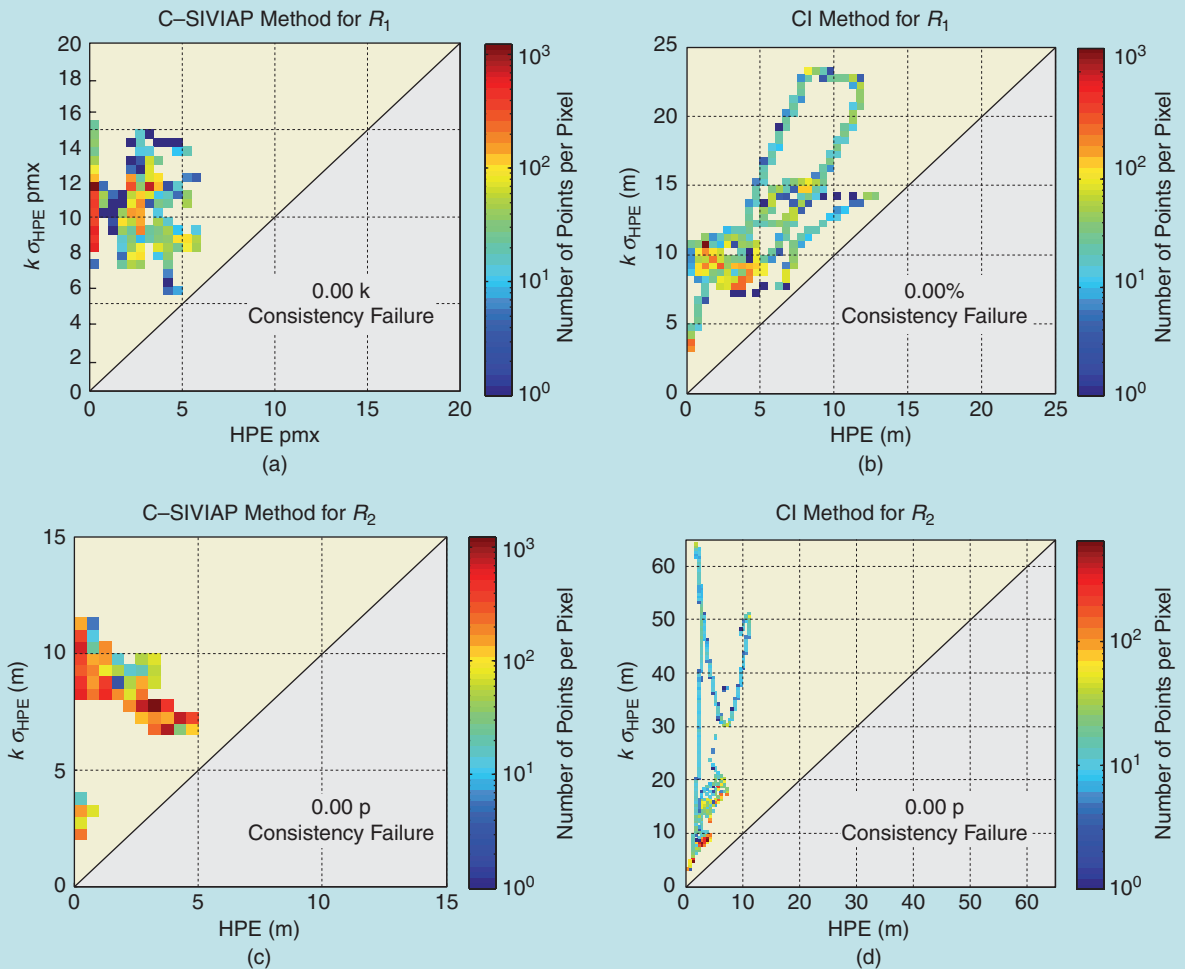 C–SIVIAP Method for R₁
20
18
16
14
12
10
8
6
4
2
0
k σHPE pmx
0 5 10 15 20
HPE pmx
0.00 k
Consistency Failure
10³
10²
10¹
10⁰
Number of Points per Pixel
(a)
CI Method for R₁
25
20
15
10
5
0
k σHPE (m)
0 5 10 15 20 25
HPE (m)
0.00%
Consistency Failure
10³
10²
10¹
10⁰
Number of Points per Pixel
(b)
C–SIVIAP Method for R₂
15
10
5
0
k σHPE (m)
0 5 10 15
HPE (m)
0.00 p
Consistency Failure
10³
10²
10¹
10⁰
Number of Points per Pixel
(c)
CI Method for R₂
60
50
40
30
20
10
0
k σHPE (m)
0 10 20 30 40 50 60
HPE (m)
0.00 p
Consistency Failure
10²
10¹
10⁰
Number of Points per Pixel
(d)